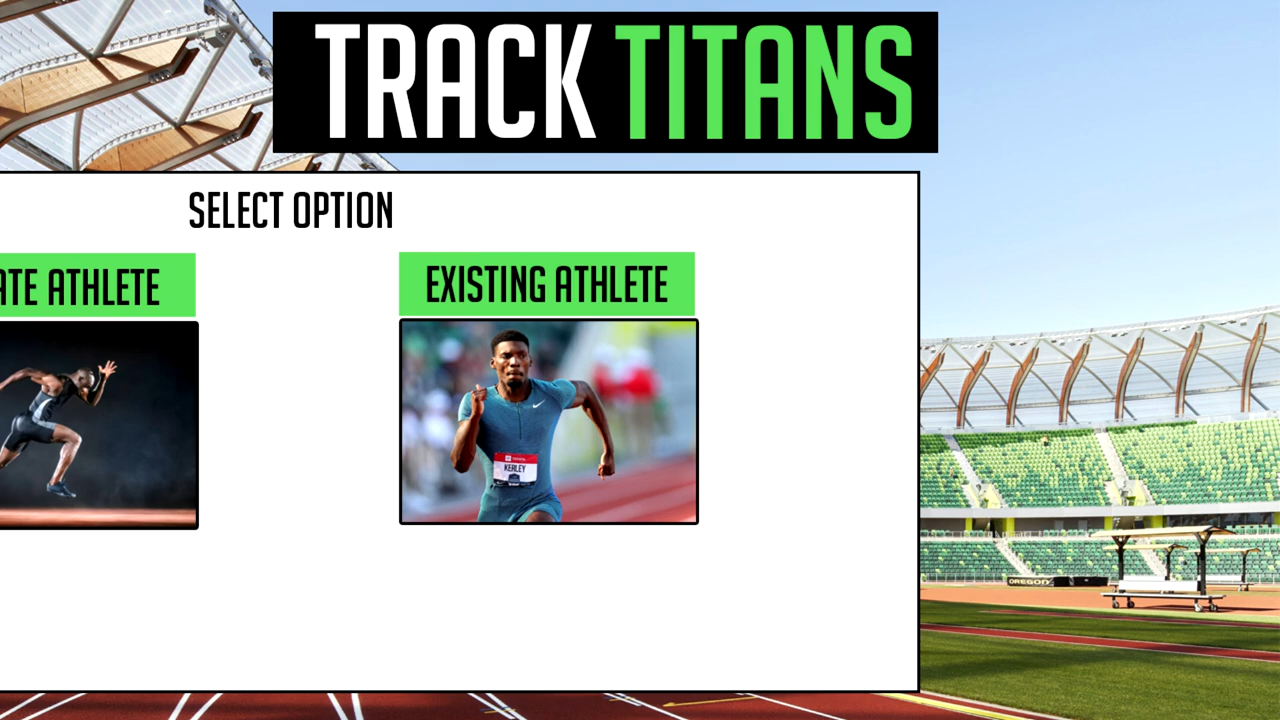 TRACK TITANS
SELECT OPTION
ATE ATHLETE
EXISTING ATHLETE
KERLEY
OREGON